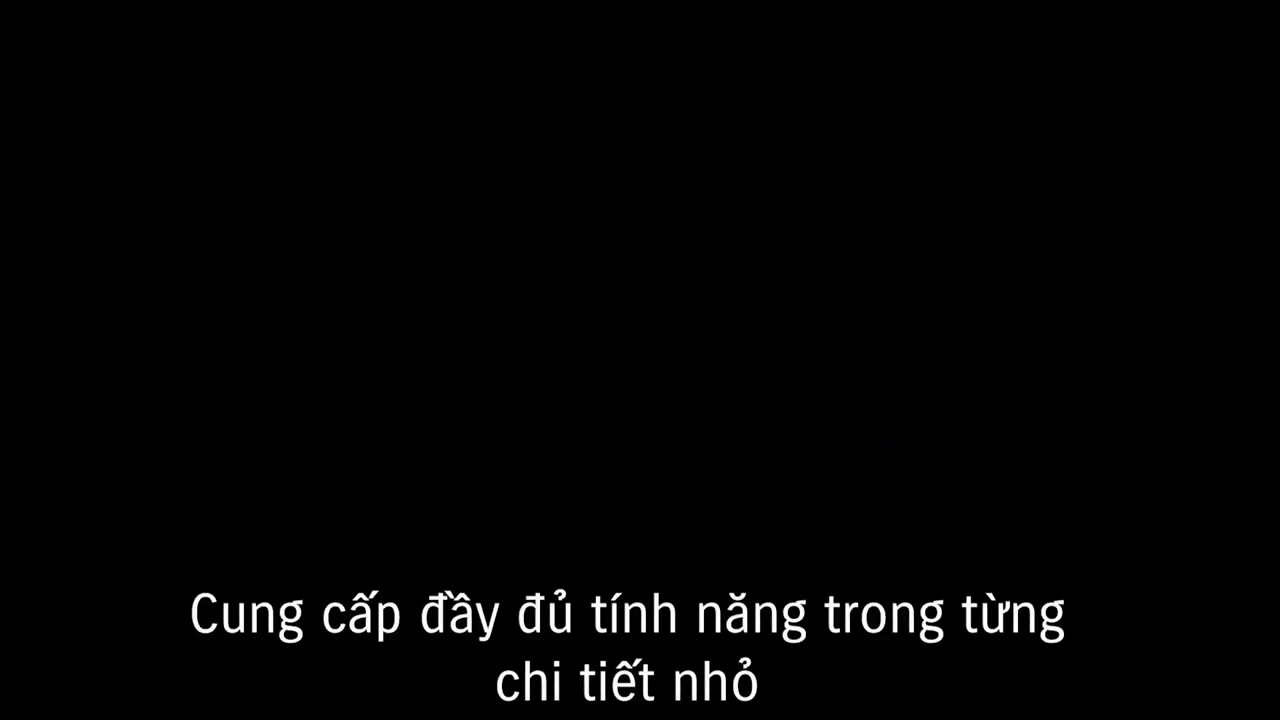 Cung cấp đầy đủ tính năng trong từng
chi tiết nhỏ